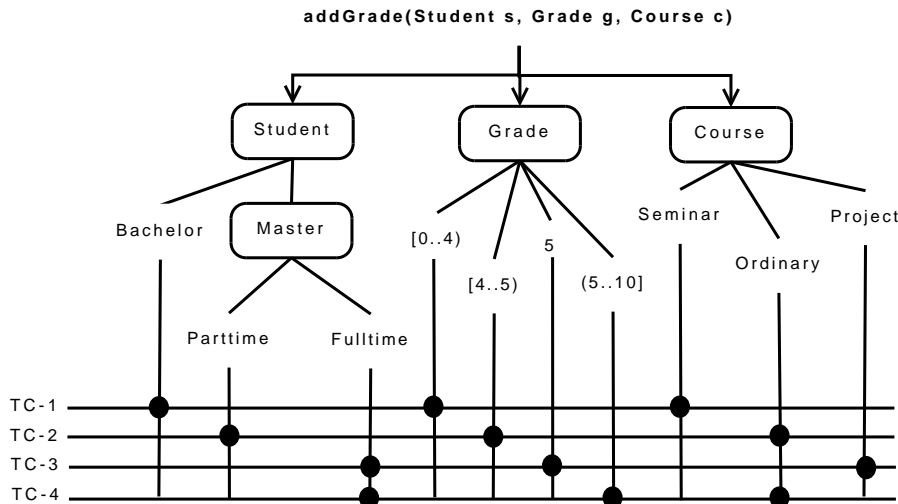 addGrade(Student s, Grade g, Course c)
Student
Grade
Course
Bachelor
Master
[0..4)
[4..5)
5
(5..10]
Seminar
Ordinary
Project
Parttime
Fulltime
TC-1
TC-2
TC-3
TC-4